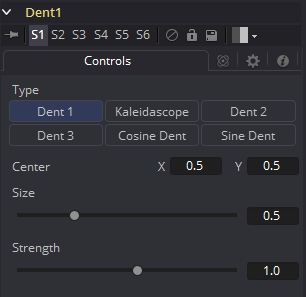 Dent1
S1 S2 S3 S4 S5 S6
Controls
Type
Dent 1 Kaleidascope Dent 2
Dent 3 Cosine Dent Sine Dent
Center X 0.5 Y 0.5
Size
0.5
Strength
1.0